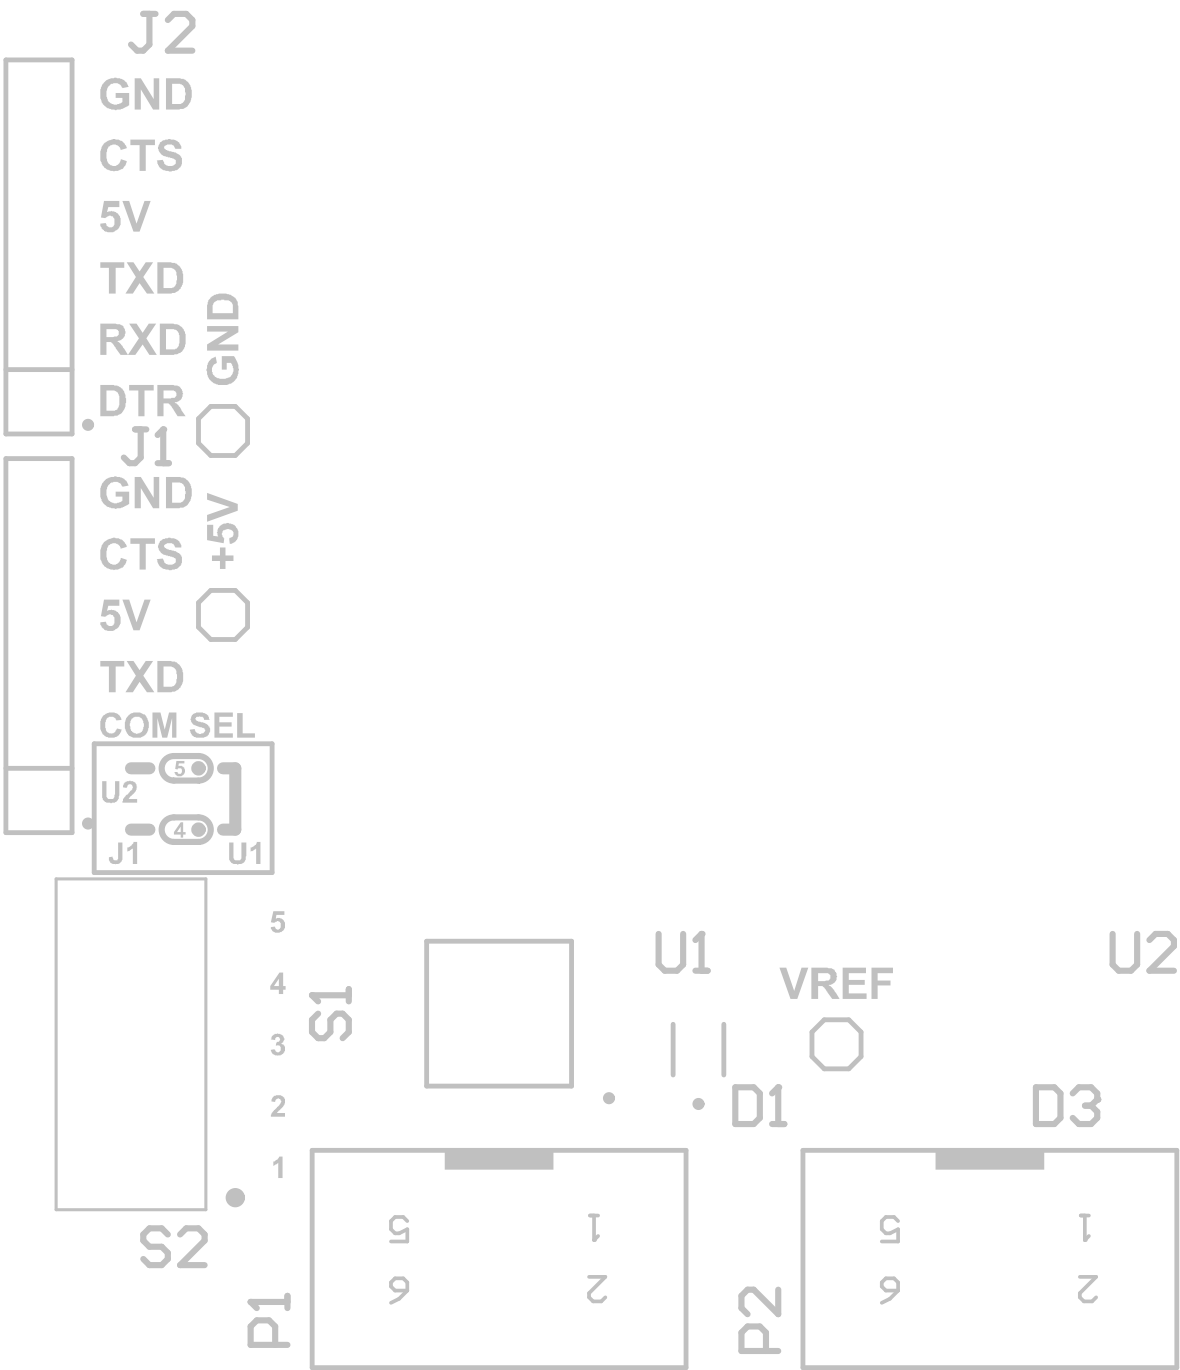 J2
GND
CTS
5V
TXD
RXD
DTR
GND
J1
GND
CTS
5V
TXD
+5V
COM SEL
5
U2
4
J1 U1
5
4
3
2
1
S1
S2
U1
VREF
U2
D1
D3
5 1
6 2
P1
5 1
6 2
P2